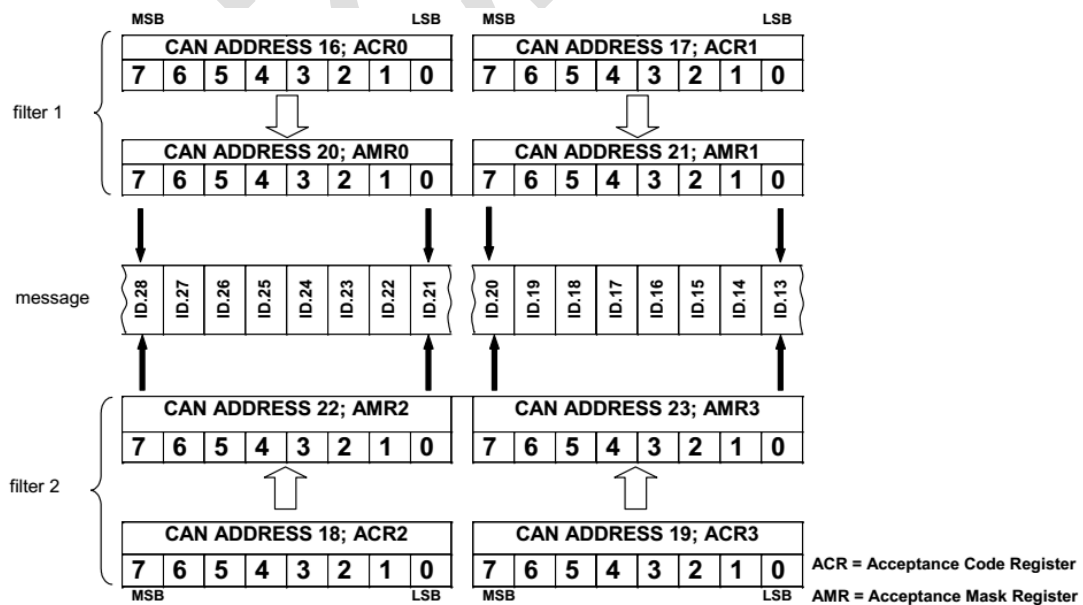 MSB LSB MSB LSB
CAN ADDRESS 16; ACR0 CAN ADDRESS 17; ACR1
7 6 5 4 3 2 1 0 7 6 5 4 3 2 1 0
filter 1
CAN ADDRESS 20; AMR0 CAN ADDRESS 21; AMR1
7 6 5 4 3 2 1 0 7 6 5 4 3 2 1 0
message ID.28 ID.27 ID.26 ID.25 ID.24 ID.23 ID.22 ID.21 ID.20 ID.19 ID.18 ID.17 ID.16 ID.15 ID.14 ID.13
CAN ADDRESS 22; AMR2 CAN ADDRESS 23; AMR3
7 6 5 4 3 2 1 0 7 6 5 4 3 2 1 0
filter 2
CAN ADDRESS 18; ACR2 CAN ADDRESS 19; ACR3
7 6 5 4 3 2 1 0 7 6 5 4 3 2 1 0
MSB LSB MSB LSB
ACR = Acceptance Code Register
AMR = Acceptance Mask Register